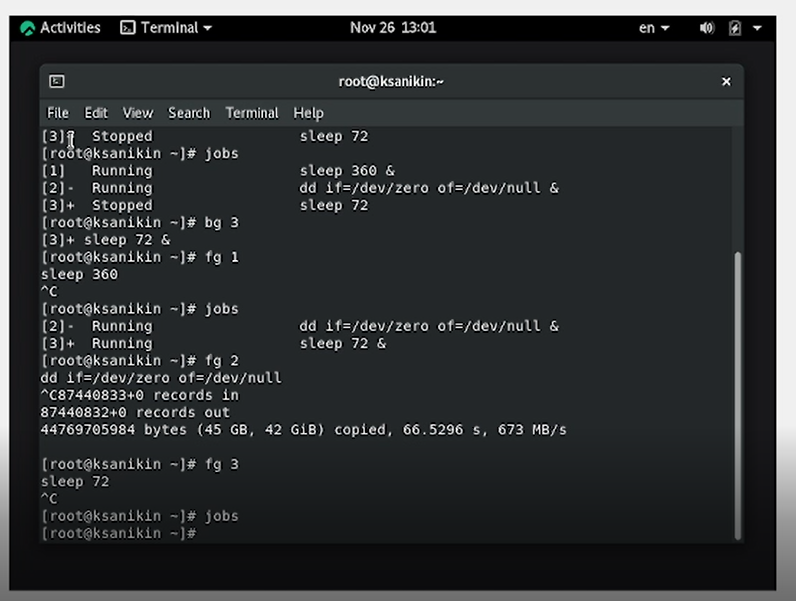 Activities Terminal Nov 26 13:01 en
root@ksanikin:~
File Edit View Search Terminal Help
[3]+ Stopped sleep 72
[root@ksanikin ~]# jobs
[1] Running sleep 360 &
[2]- Running dd if=/dev/zero of=/dev/null &
[3]+ Stopped sleep 72
[root@ksanikin ~]# bg 3
[3]+ sleep 72 &
[root@ksanikin ~]# fg 1
sleep 360
^C
[root@ksanikin ~]# jobs
[2]- Running dd if=/dev/zero of=/dev/null &
[3]+ Running sleep 72 &
[root@ksanikin ~]# fg 2
dd if=/dev/zero of=/dev/null
^C87440833+0 records in
87440832+0 records out
44769705984 bytes (45 GB, 42 GiB) copied, 66.5296 s, 673 MB/s
[root@ksanikin ~]# fg 3
sleep 72
^C
[root@ksanikin ~]# jobs
[root@ksanikin ~]#